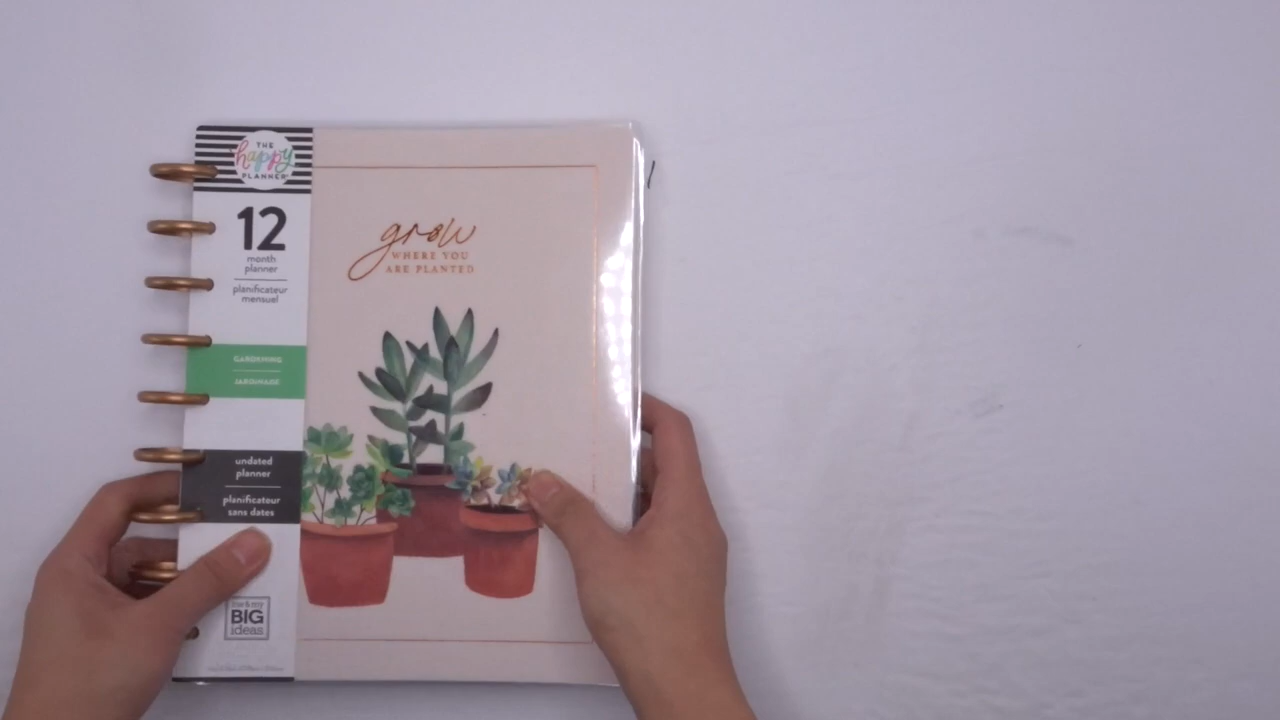 THE
happy
PLANNER
12
month
planner
planificateur
mensuel
GARDENING
JARDINAGE
undated
planner
planificateur
sans dates
me & my
BIG
ideas
grow
WHERE YOU
ARE PLANTED